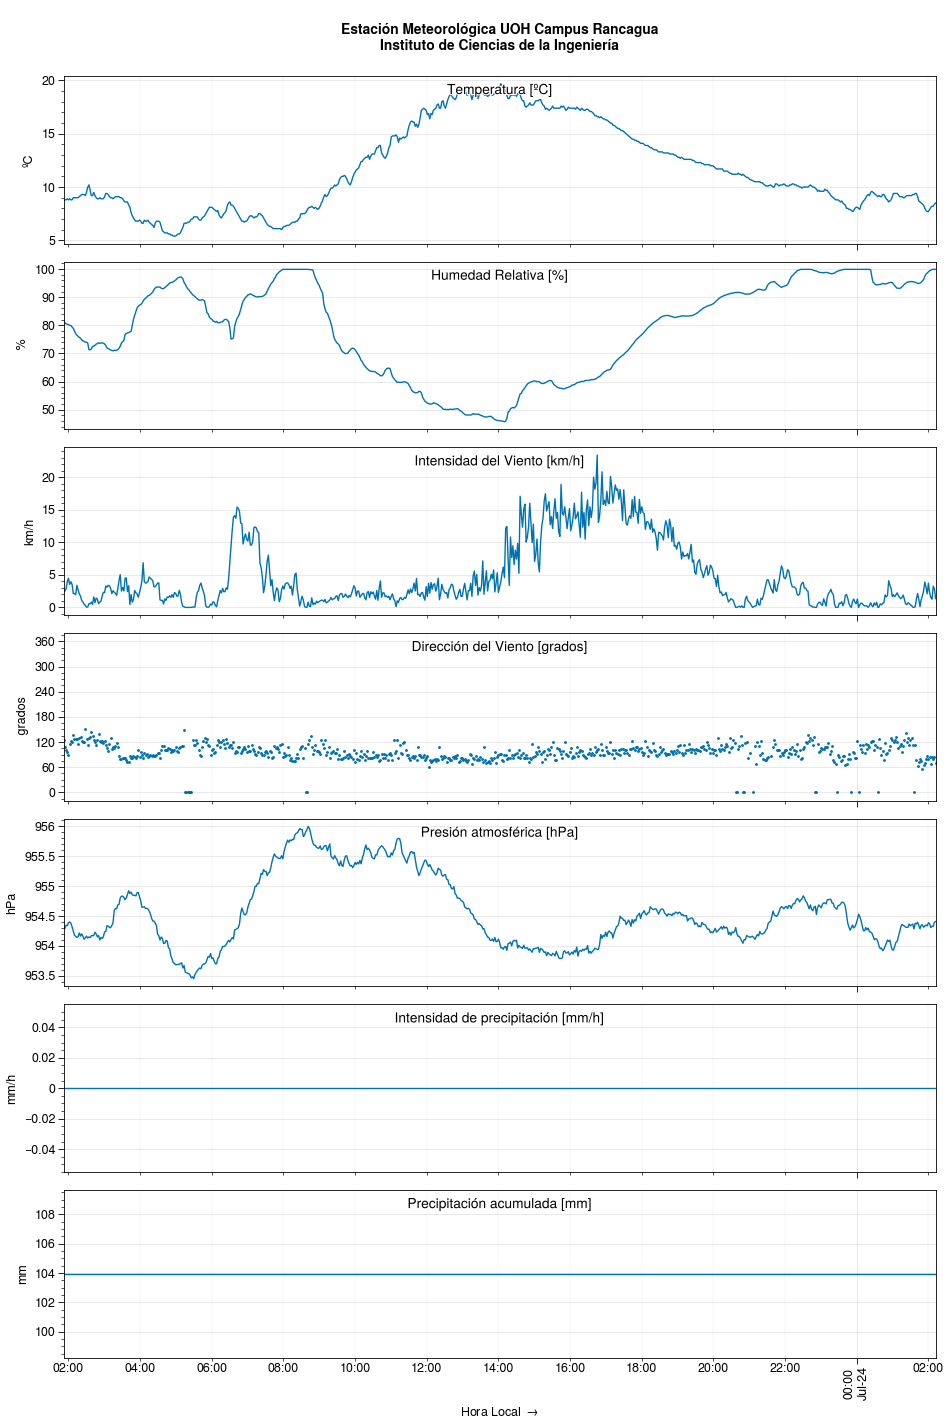 Estación Meteorológica UOH Campus Rancagua
Instituto de Ciencias de la Ingeniería
Temperatura [ºC]
ºC
20
15
10
5
Humedad Relativa [%]
%
100
90
80
70
60
50
Intensidad del Viento [km/h]
km/h
20
15
10
5
0
Dirección del Viento [grados]
grados
360
300
240
180
120
60
0
Presión atmosférica [hPa]
hPa
956
955.5
955
954.5
954
953.5
Intensidad de precipitación [mm/h]
mm/h
0.04
0.02
0
−0.02
−0.04
Precipitación acumulada [mm]
mm
108
106
104
102
100
02:00 04:00 06:00 08:00 10:00 12:00 14:00 16:00 18:00 20:00 22:00 00:00 02:00
Jul-24
Hora Local →